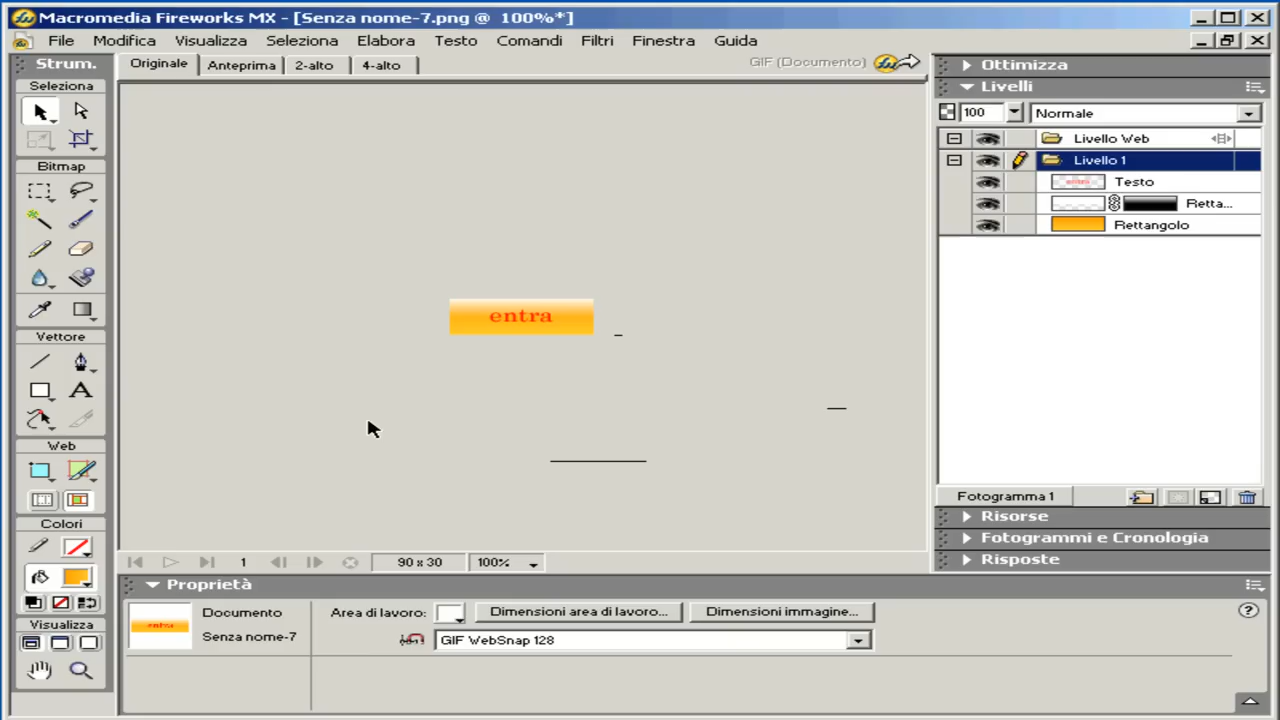 Macromedia Fireworks MX - [Senza nome-7.png @ 100%*]
File Modifica Visualizza Seleziona Elabora Testo Comandi Filtri Finestra Guida
Strum.
Seleziona
Bitmap
Vettore
Web
Colori
Visualizza
Originale Anteprima 2-alto 4-alto GIF (Documento)
entra
1 90 x 30 100%
Ottimizza
Livelli
100 Normale
Livello Web
Livello 1
entra Testo
Retta...
Rettangolo
Fotogramma 1
Risorse
Fotogrammi e Cronologia
Risposte
Proprietà
entra
Documento
Senza nome-7
Area di lavoro: Dimensioni area di lavoro... Dimensioni immagine...
GIF WebSnap 128